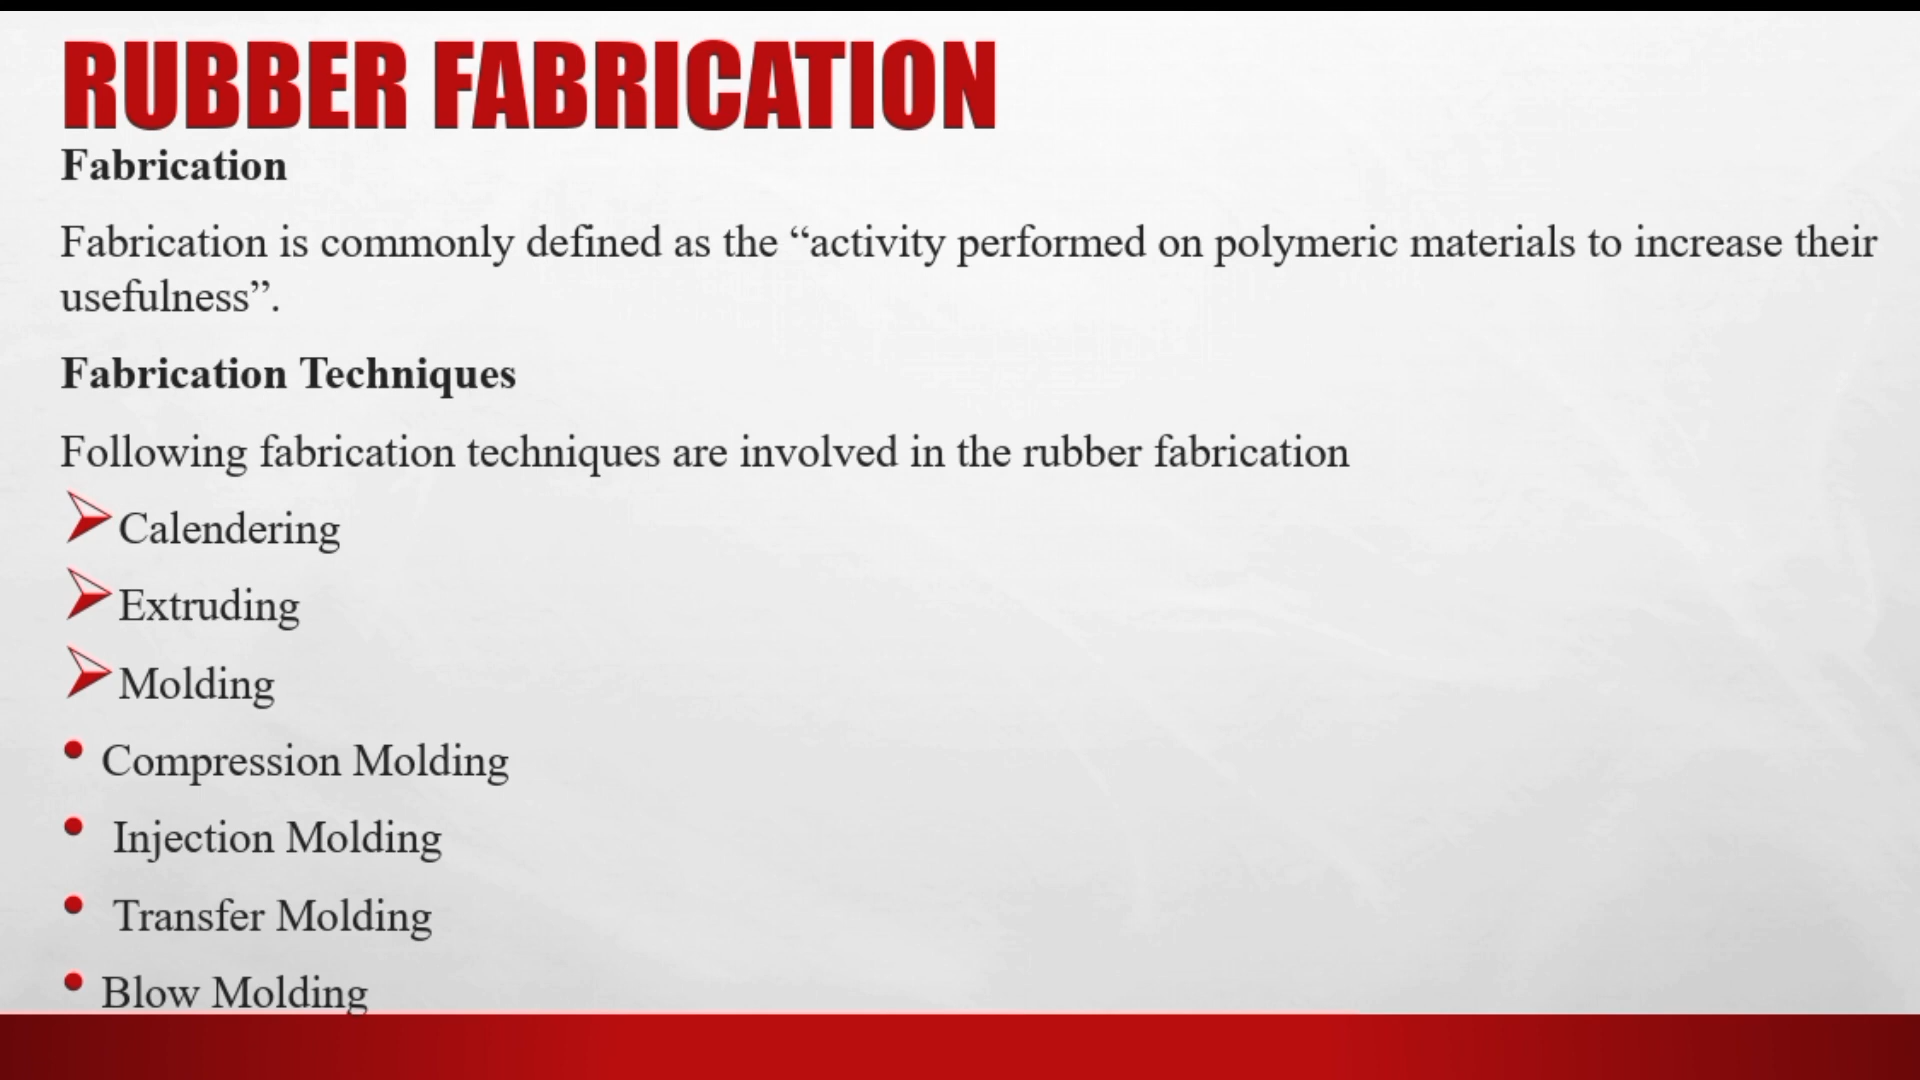 RUBBER FABRICATION
Fabrication
Fabrication is commonly defined as the “activity performed on polymeric materials to increase their
usefulness”.
Fabrication Techniques
Following fabrication techniques are involved in the rubber fabrication
Calendering
Extruding
Molding
Compression Molding
Injection Molding
Transfer Molding
Blow Molding